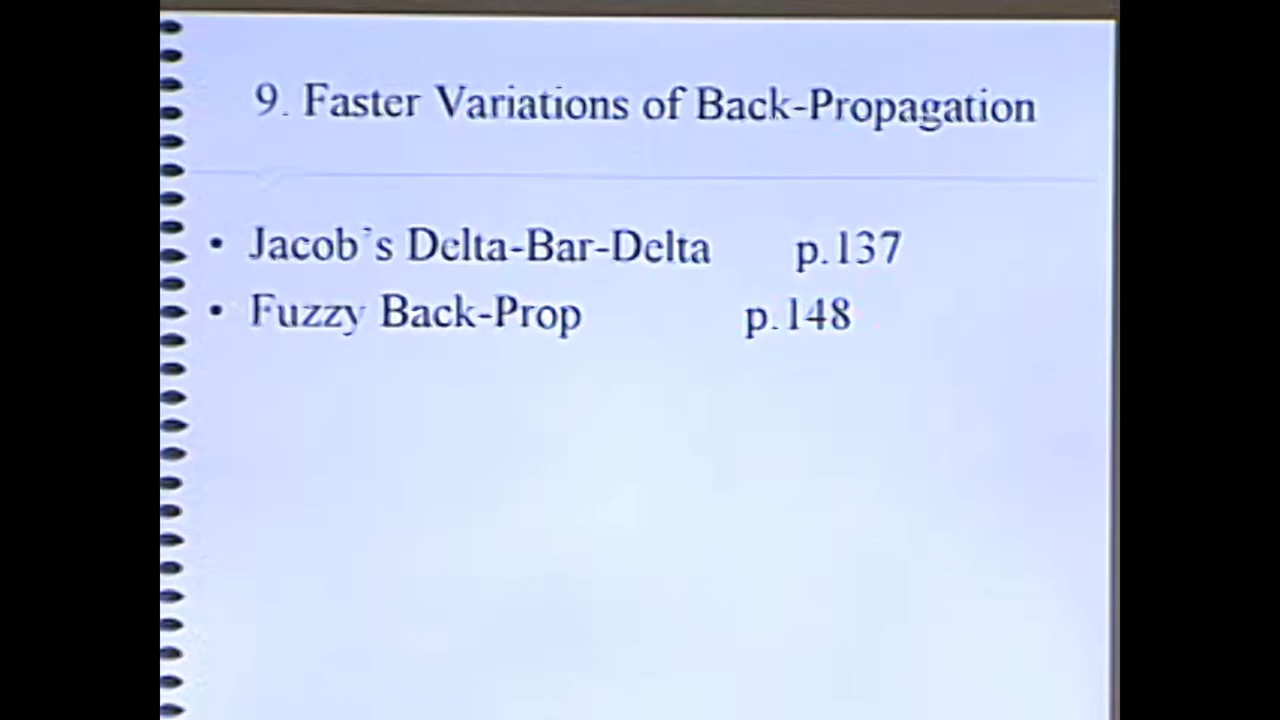 9. Faster Variations of Back-Propagation
• Jacob`s Delta-Bar-Delta p.137
• Fuzzy Back-Prop p.148